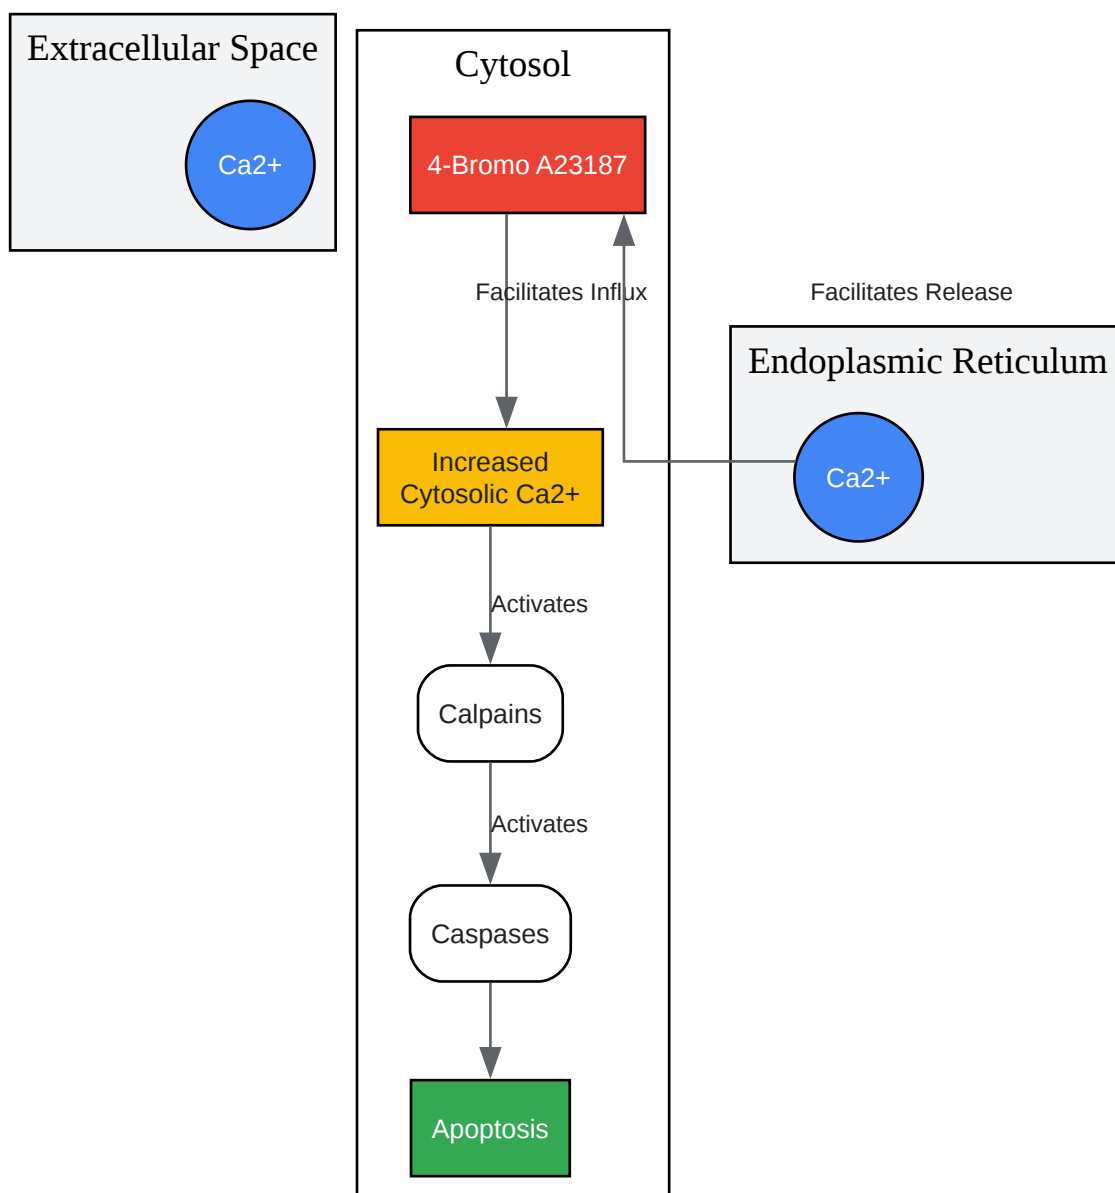 Extracellular Space
Ca2+
Cytosol
4-Bromo A23187
Facilitates Influx
Facilitates Release
Endoplasmic Reticulum
Ca2+
Increased
Cytosolic Ca2+
Activates
Calpains
Activates
Caspases
Apoptosis